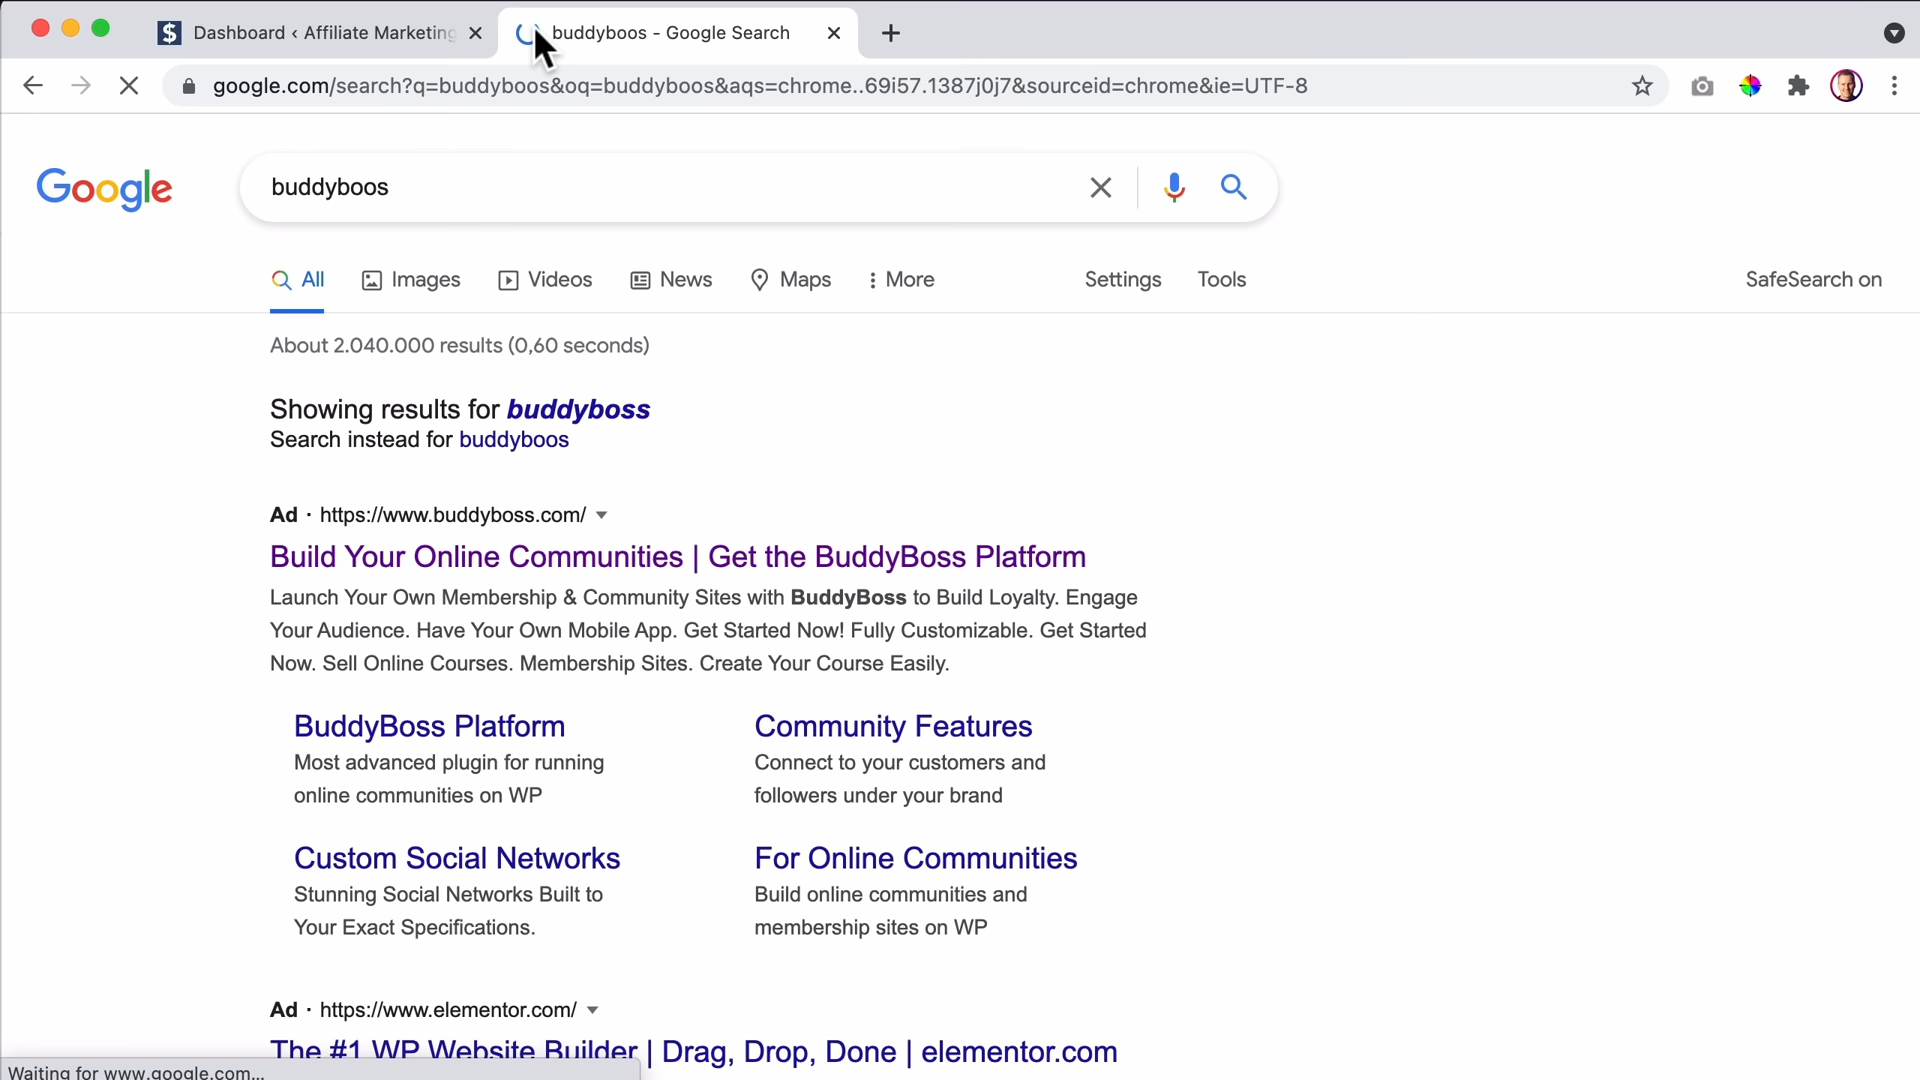 Dashboard ‹ Affiliate Marketing
buddyboos - Google Search
google.com/search?q=buddyboos&oq=buddyboos&aqs=chrome..69i57.1387j0j7&sourceid=chrome&ie=UTF-8
Google
buddyboos
All Images Videos News Maps More Settings Tools SafeSearch on
About 2.040.000 results (0,60 seconds)
Showing results for buddyboss
Search instead for buddyboos
Ad · https://www.buddyboss.com/
Build Your Online Communities | Get the BuddyBoss Platform
Launch Your Own Membership & Community Sites with BuddyBoss to Build Loyalty. Engage
Your Audience. Have Your Own Mobile App. Get Started Now! Fully Customizable. Get Started
Now. Sell Online Courses. Membership Sites. Create Your Course Easily.
BuddyBoss Platform
Most advanced plugin for running
online communities on WP
Community Features
Connect to your customers and
followers under your brand
Custom Social Networks
Stunning Social Networks Built to
Your Exact Specifications.
For Online Communities
Build online communities and
membership sites on WP
Ad · https://www.elementor.com/
The #1 WP Website Builder | Drag, Drop, Done | elementor.com
Waiting for www.google.com...